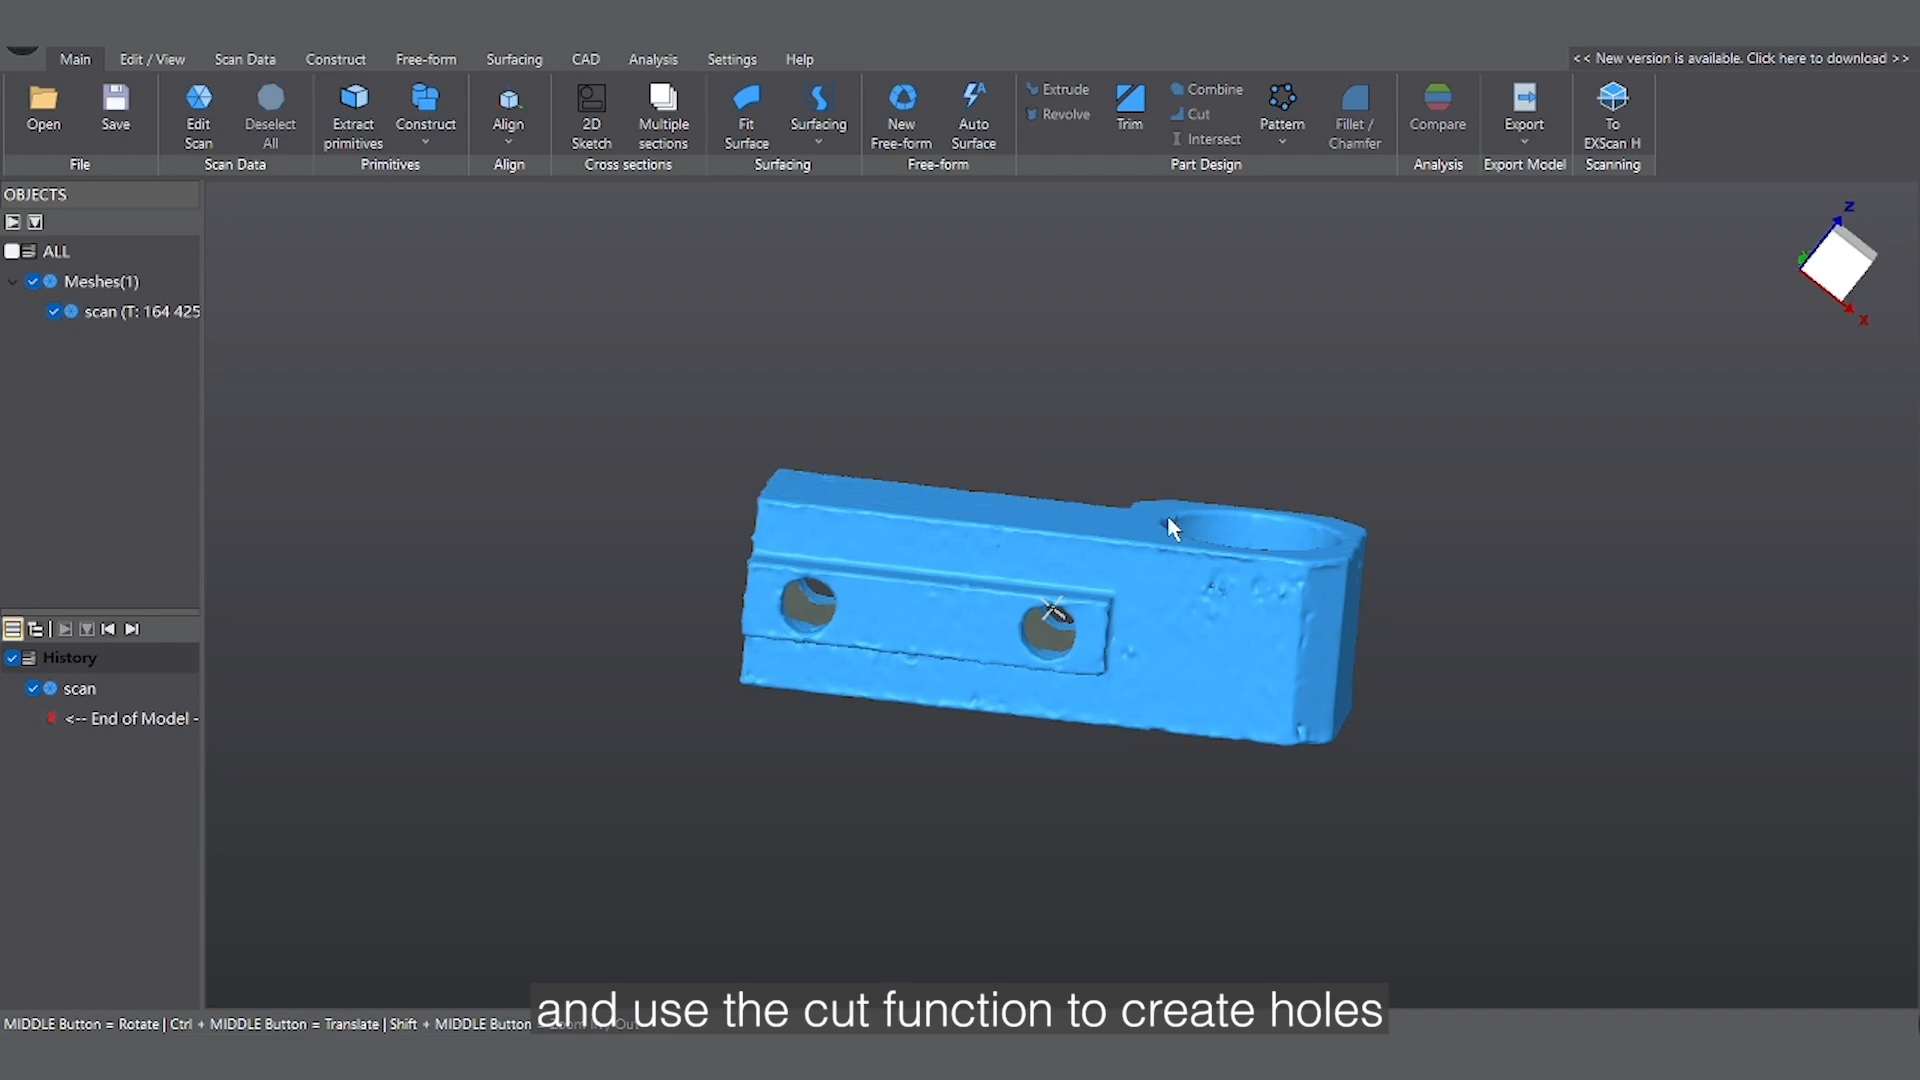 Main Edit / View Scan Data Construct Free-form Surfacing CAD Analysis Settings Help
<< New version is available. Click here to download >>
Open
Save
Edit
Scan
Deselect
All
Extract
primitives
Construct
Align
2D
Sketch
Multiple
sections
Fit
Surface
Surfacing
New
Free-form
Auto
Surface
Extrude
Revolve
Trim
Combine
Cut
Intersect
Pattern
Fillet /
Chamfer
Compare
Export
To
EXScan H
File Scan Data Primitives Align Cross sections Surfacing Free-form Part Design Analysis Export Model Scanning
OBJECTS
ALL
Meshes(1)
scan (T: 164 425
Z
X
History
scan
<-- End of Model -
and use the cut function to create holes
MIDDLE Button = Rotate | Ctrl + MIDDLE Button = Translate | Shift + MIDDLE Button = Zoom In / Out